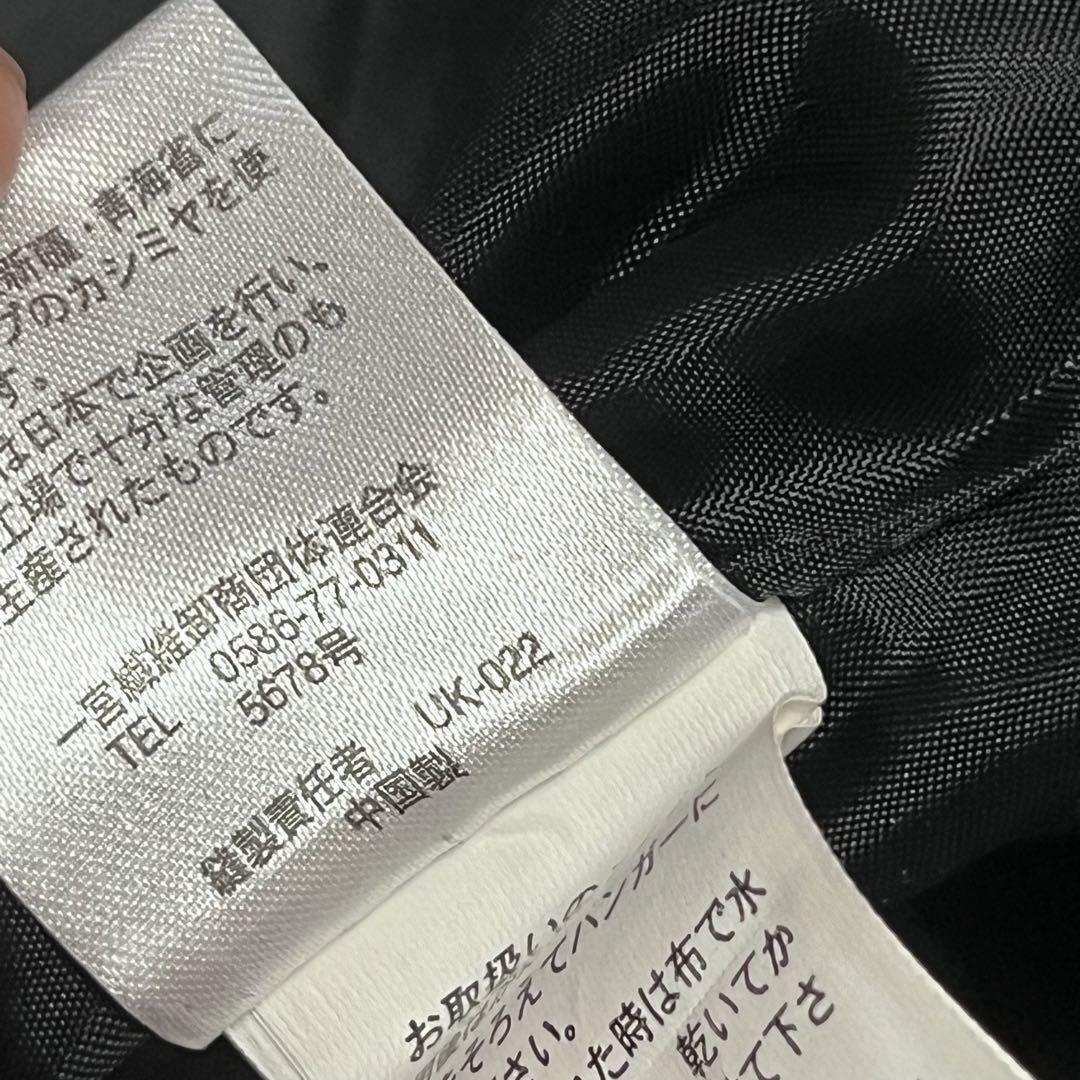 新疆・青海省に
プのカシミヤを使
す。
は日本で企画を行い、
工場で十分な管理のも
生産されたものです。
一宮繊維卸商団体連合会
TEL 0586-77-0311
5678号
縫製責任者 UK-022
中国製
お取扱いの
そろえてハンガーに
さい。
た時は布で水
乾いてか
て下さ